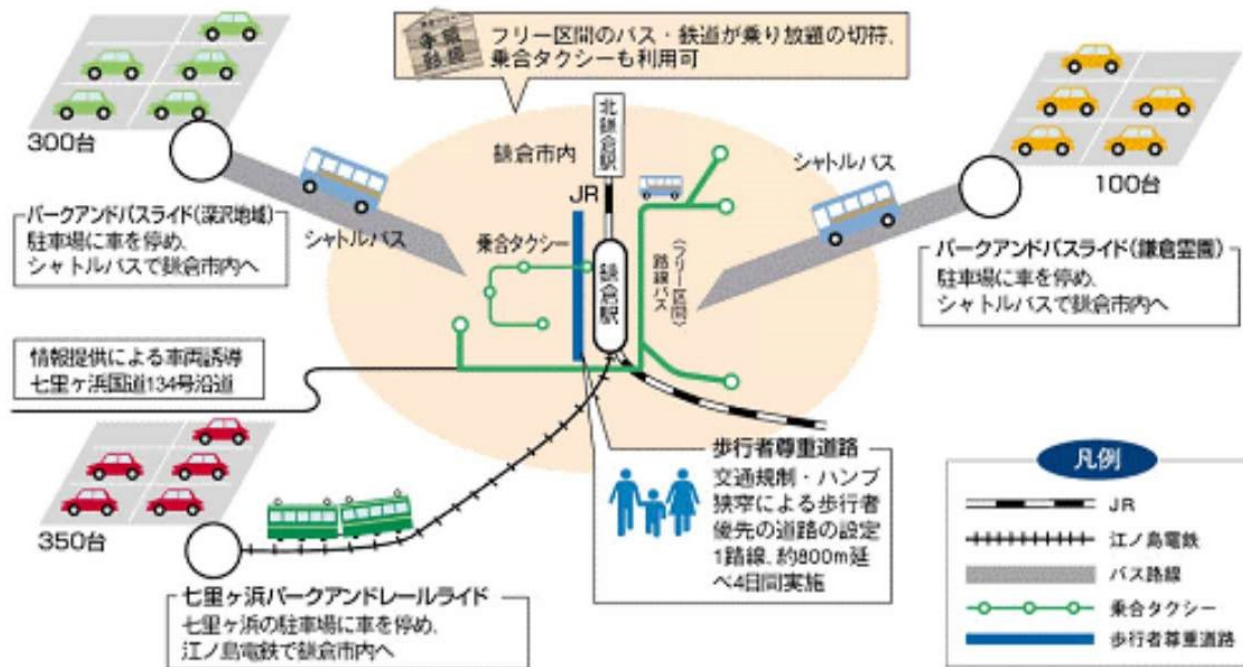 フリー区間のバス・鉄道が乗り放題の切符、
乗合タクシーも利用可
300台
パークアンドバスライド(深沢地域)
駐車場に車を停め、
シャトルバスで鎌倉市内へ
シャトルバス
鎌倉市内
北鎌倉駅
JR
乗合タクシー
鎌倉駅
路線バス
〈フリー区間〉
シャトルバス
100台
パークアンドバスライド(鎌倉霊園)
駐車場に車を停め、
シャトルバスで鎌倉市内へ
情報提供による車両誘導
七里ヶ浜国道134号沿道
350台
七里ヶ浜パークアンドレールライド
七里ヶ浜の駐車場に車を停め、
江ノ島電鉄で鎌倉市内へ
歩行者尊重道路
交通規制・ハンプ
狭窄による歩行者
優先の道路の設定
1路線、約800m延
べ4日間実施
凡例
JR
江ノ島電鉄
バス路線
乗合タクシー
歩行者尊重道路